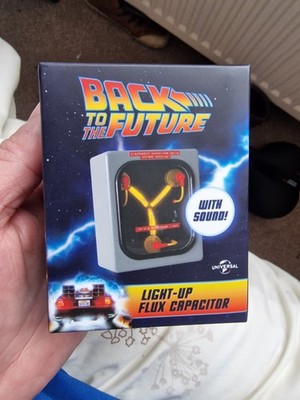 BACK
TO THE
FUTURE
WITH
SOUND!
UNIVERSAL
LIGHT-UP
FLUX CAPACITOR